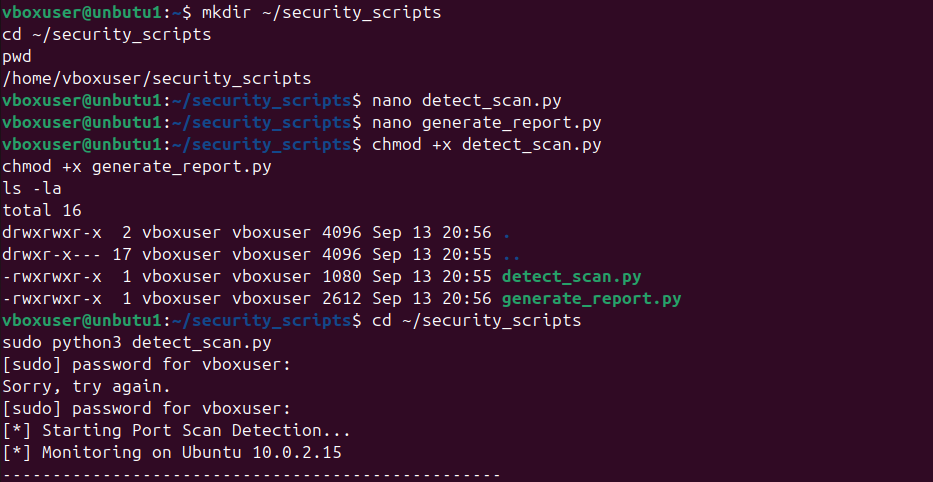 vboxuser@unbutu1:~$ mkdir ~/security_scripts
cd ~/security_scripts
pwd
/home/vboxuser/security_scripts
vboxuser@unbutu1:~/security_scripts$ nano detect_scan.py
vboxuser@unbutu1:~/security_scripts$ nano generate_report.py
vboxuser@unbutu1:~/security_scripts$ chmod +x detect_scan.py
chmod +x generate_report.py
ls -la
total 16
drwxrwxr-x  2 vboxuser vboxuser 4096 Sep 13 20:56 .
drwxr-x--- 17 vboxuser vboxuser 4096 Sep 13 20:55 ..
-rwxrwxr-x  1 vboxuser vboxuser 1080 Sep 13 20:55 detect_scan.py
-rwxrwxr-x  1 vboxuser vboxuser 2612 Sep 13 20:56 generate_report.py
vboxuser@unbutu1:~/security_scripts$ cd ~/security_scripts
sudo python3 detect_scan.py
[sudo] password for vboxuser:
Sorry, try again.
[sudo] password for vboxuser:
[*] Starting Port Scan Detection...
[*] Monitoring on Ubuntu 10.0.2.15
--------------------------------------------------